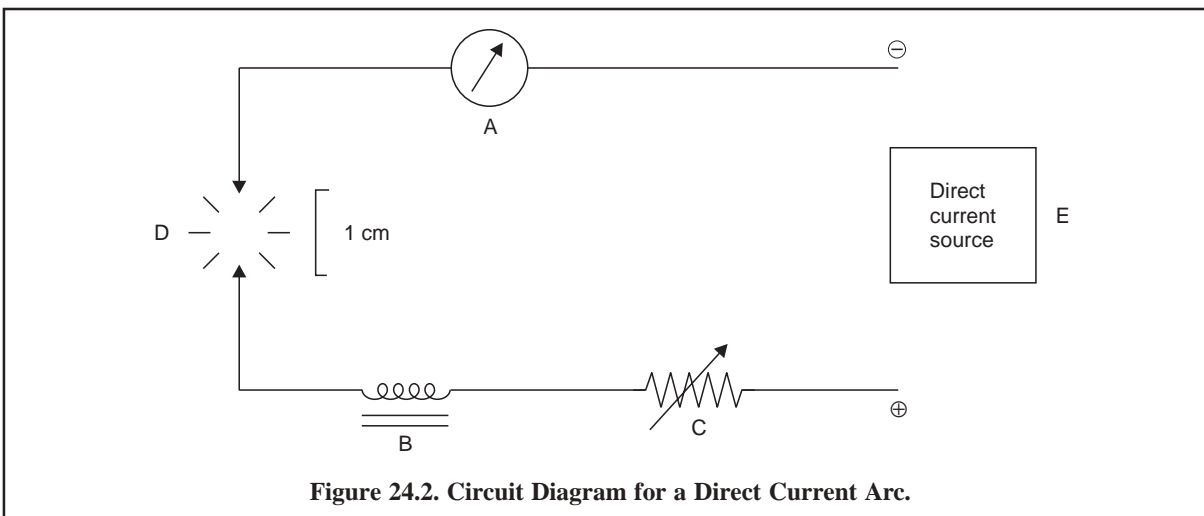 ⊖
A
Direct
current
source
E
D
1 cm
B
C
⊕
Figure 24.2. Circuit Diagram for a Direct Current Arc.